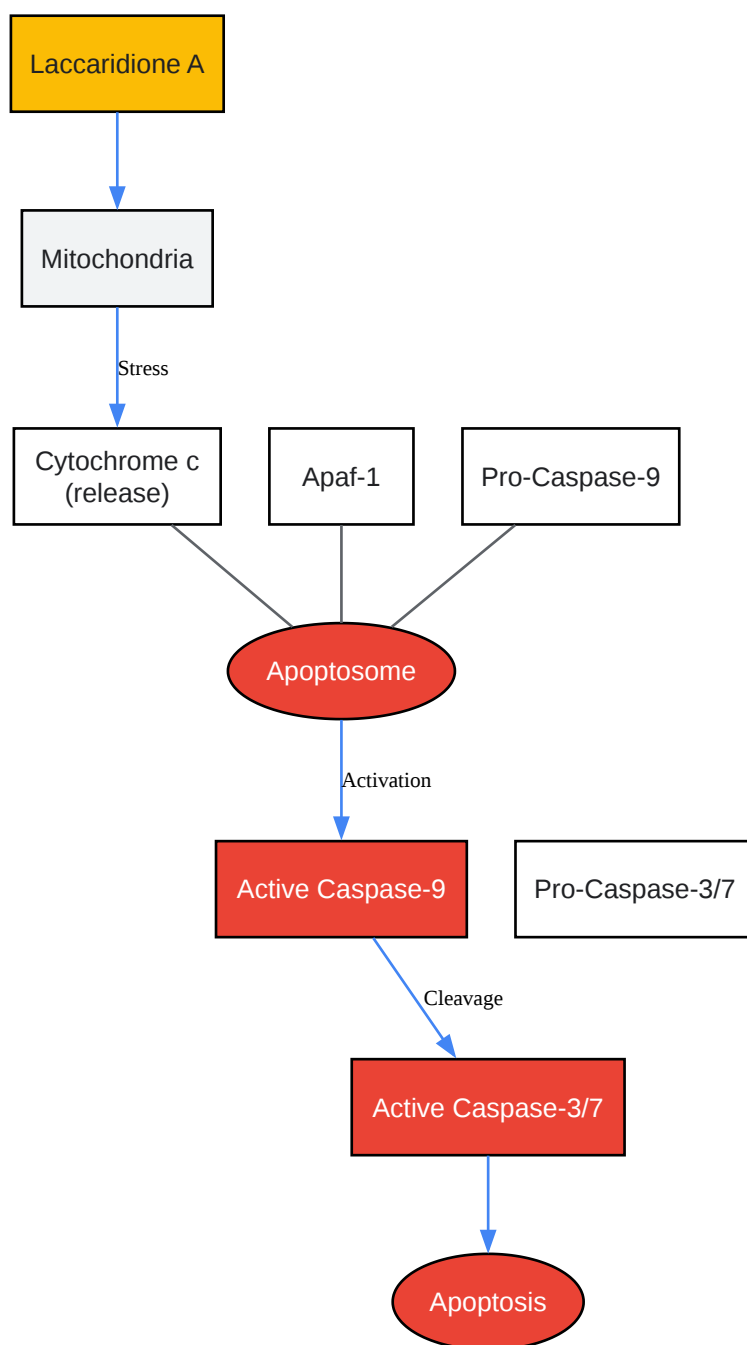 Laccaridione A
Mitochondria
Stress
Cytochrome c
(release)
Apaf-1
Pro-Caspase-9
Apoptosome
Activation
Active Caspase-9
Pro-Caspase-3/7
Cleavage
Active Caspase-3/7
Apoptosis